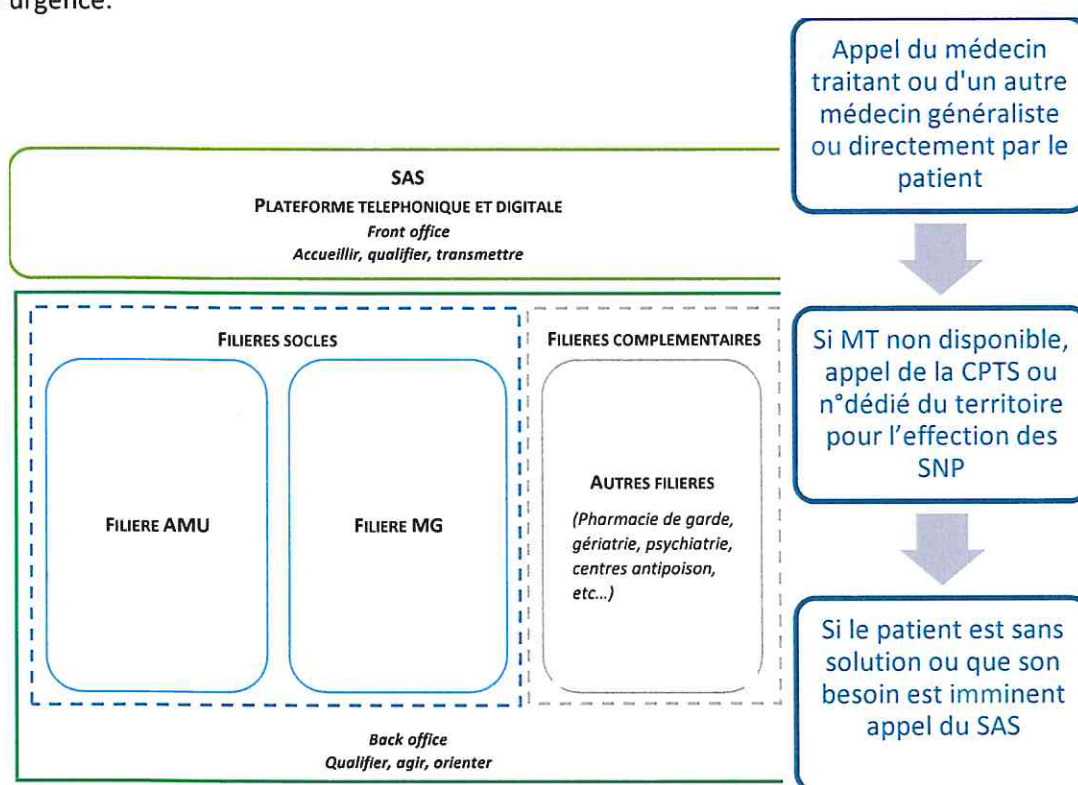 urgence.
SAS
PLATEFORME TELEPHONIQUE ET DIGITALE
Front office
Accueillir, qualifier, transmettre
FILIERES SOCLES
FILIERE AMU
FILIERE MG
FILIERES COMPLEMENTAIRES
AUTRES FILIERES
(Pharmacie de garde,
gériatrie, psychiatrie,
centres antipoison,
etc...)
Back office
Qualifier, agir, orienter
Appel du médecin
traitant ou d'un autre
médecin généraliste
ou directement par le
patient
Si MT non disponible,
appel de la CPTS ou
n°dédié du territoire
pour l'effection des
SNP
Si le patient est sans
solution ou que son
besoin est imminent
appel du SAS